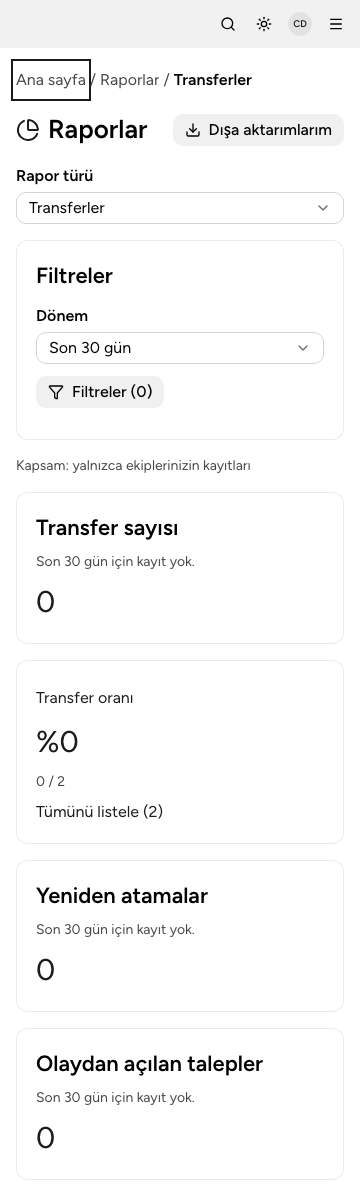 CD
Ana sayfa / Raporlar / Transferler
Raporlar
Dışa aktarımlarım
Rapor türü
Transferler
Filtreler
Dönem
Son 30 gün
Filtreler (0)
Kapsam: yalnızca ekiplerinizin kayıtları
Transfer sayısı
Son 30 gün için kayıt yok.
0
Transfer oranı
%0
0 / 2
Tümünü listele (2)
Yeniden atamalar
Son 30 gün için kayıt yok.
0
Olaydan açılan talepler
Son 30 gün için kayıt yok.
0